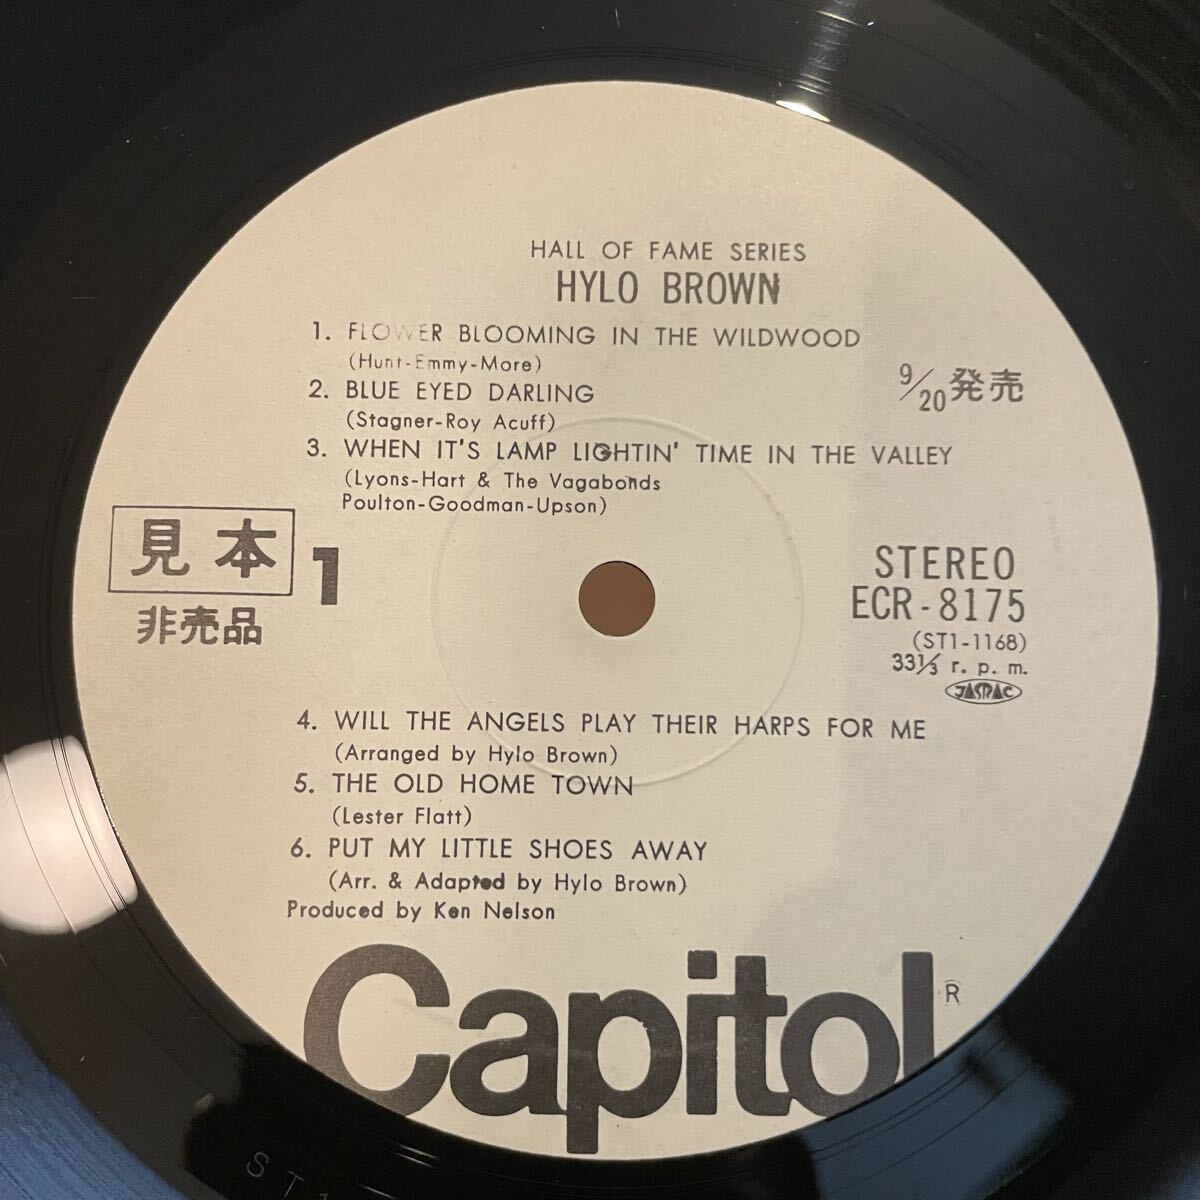 HALL OF FAME SERIES
HYLO BROWN
1. FLOWER BLOOMING IN THE WILDWOOD
(Hunt-Emmy-More)
2. BLUE EYED DARLING
(Stagner-Roy Acuff)
3. WHEN IT'S LAMP LIGHTIN' TIME IN THE VALLEY
(Lyons-Hart & The Vagabonds
Poulton-Goodman-Upson)
9/20発売
見本
非売品
1
STEREO
ECR-8175
(ST1-1168)
33⅓ r. p. m.
JASRAC
4. WILL THE ANGELS PLAY THEIR HARPS FOR ME
(Arranged by Hylo Brown)
5. THE OLD HOME TOWN
(Lester Flatt)
6. PUT MY LITTLE SHOES AWAY
(Arr. & Adapted by Hylo Brown)
Produced by Ken Nelson
Capitol
R